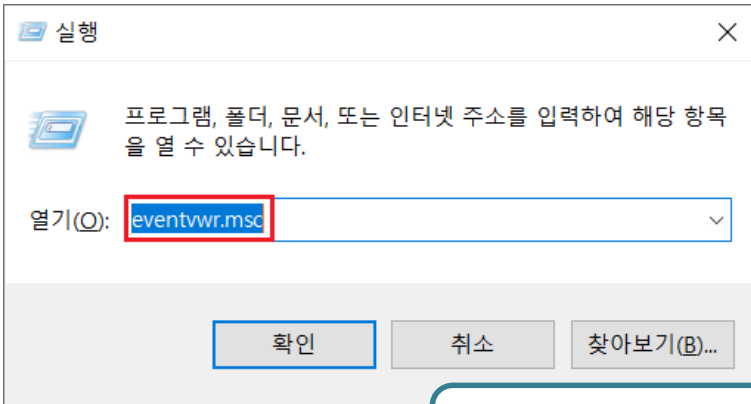 실행
프로그램, 폴더, 문서, 또는 인터넷 주소를 입력하여 해당 항목
을 열 수 있습니다.
열기(O): eventvwr.msc
확인 취소 찾아보기(B)...